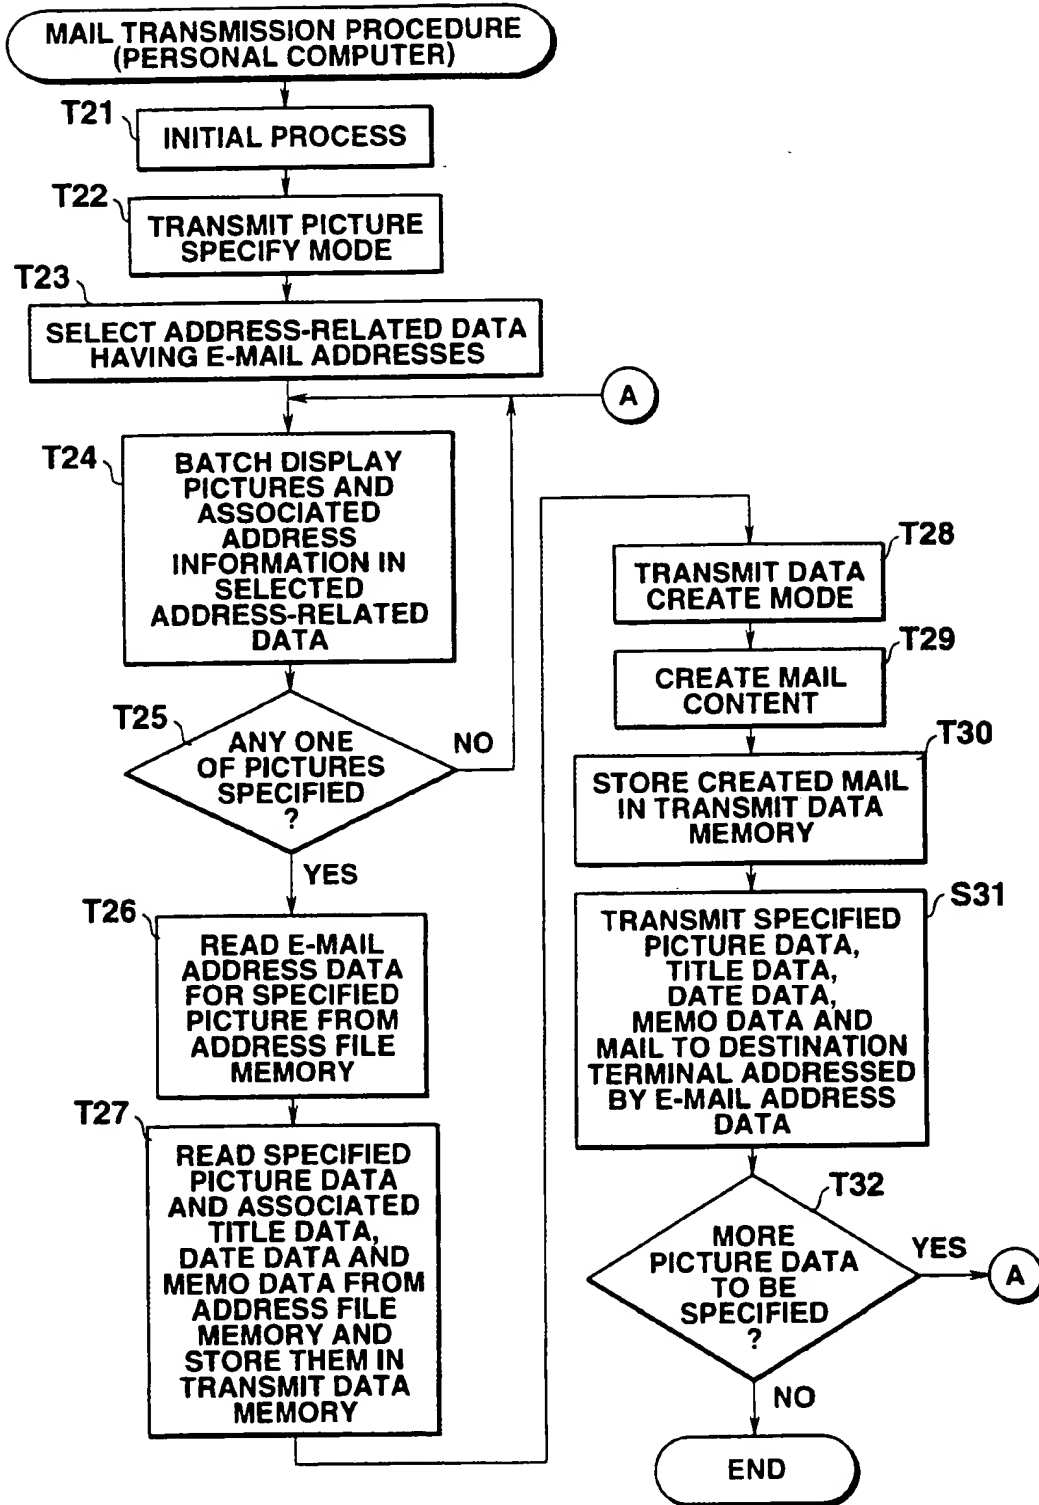 MAIL TRANSMISSION PROCEDURE
(PERSONAL COMPUTER)
T21
INITIAL PROCESS
T22
TRANSMIT PICTURE
SPECIFY MODE
T23
SELECT ADDRESS-RELATED DATA
HAVING E-MAIL ADDRESSES
A
T24
BATCH DISPLAY
PICTURES AND
ASSOCIATED
ADDRESS
INFORMATION IN
SELECTED
ADDRESS-RELATED
DATA
T25
ANY ONE
OF PICTURES
SPECIFIED
?
NO
YES
T26
READ E-MAIL
ADDRESS DATA
FOR SPECIFIED
PICTURE FROM
ADDRESS FILE
MEMORY
T27
READ SPECIFIED
PICTURE DATA
AND ASSOCIATED
TITLE DATA,
DATE DATA AND
MEMO DATA FROM
ADDRESS FILE
MEMORY AND
STORE THEM IN
TRANSMIT DATA
MEMORY
T28
TRANSMIT DATA
CREATE MODE
T29
CREATE MAIL
CONTENT
T30
STORE CREATED MAIL
IN TRANSMIT DATA
MEMORY
S31
TRANSMIT SPECIFIED
PICTURE DATA,
TITLE DATA,
DATE DATA,
MEMO DATA AND
MAIL TO DESTINATION
TERMINAL ADDRESSED
BY E-MAIL ADDRESS
DATA
T32
MORE
PICTURE DATA
TO BE
SPECIFIED
?
YES
A
NO
END